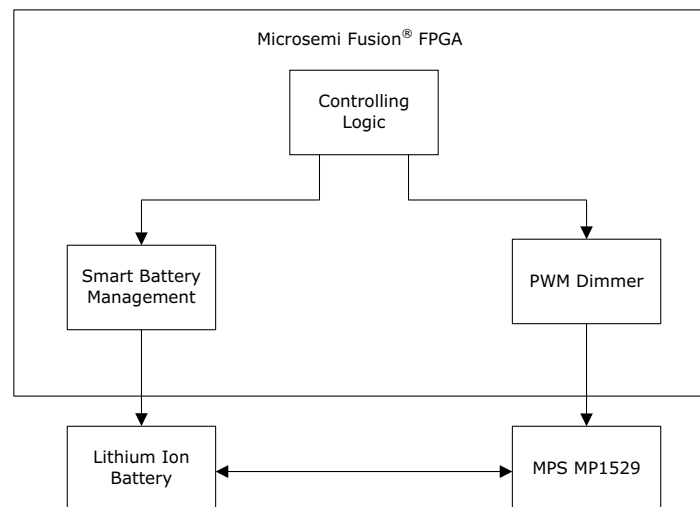 Microsemi Fusion® FPGA
Controlling
Logic
Smart Battery
Management
PWM Dimmer
Lithium Ion
Battery
MPS MP1529